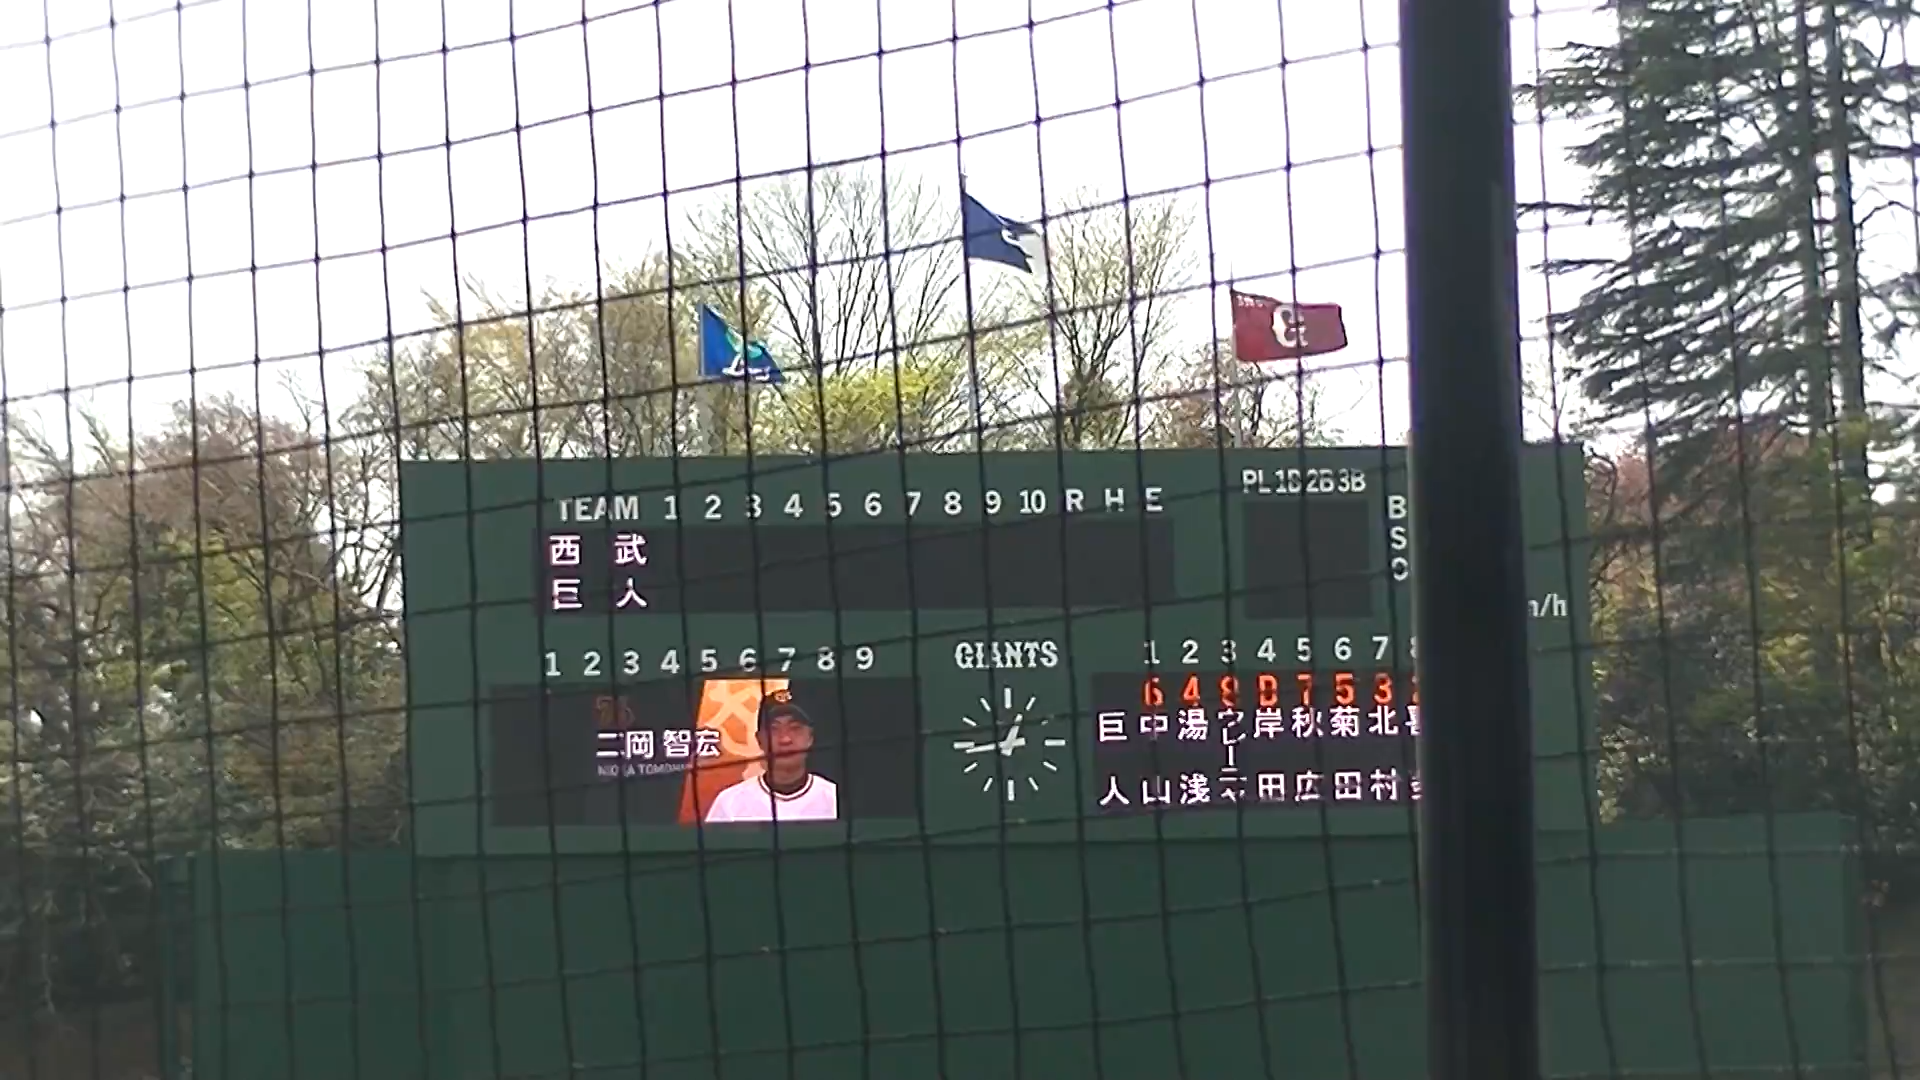 TEAM 1 2 3 4 5 6 7 8 9 10 R H E
PL 1B 2B 3B
B
S
O
西 武
巨 人
1 2 3 4 5 6 7 8 9
GIANTS
1 2 3 4 5 6 7
6 4 9 D 7 5 3
二岡 智宏
巨人
中山
湯浅
岸田
秋広
菊田
北村
G